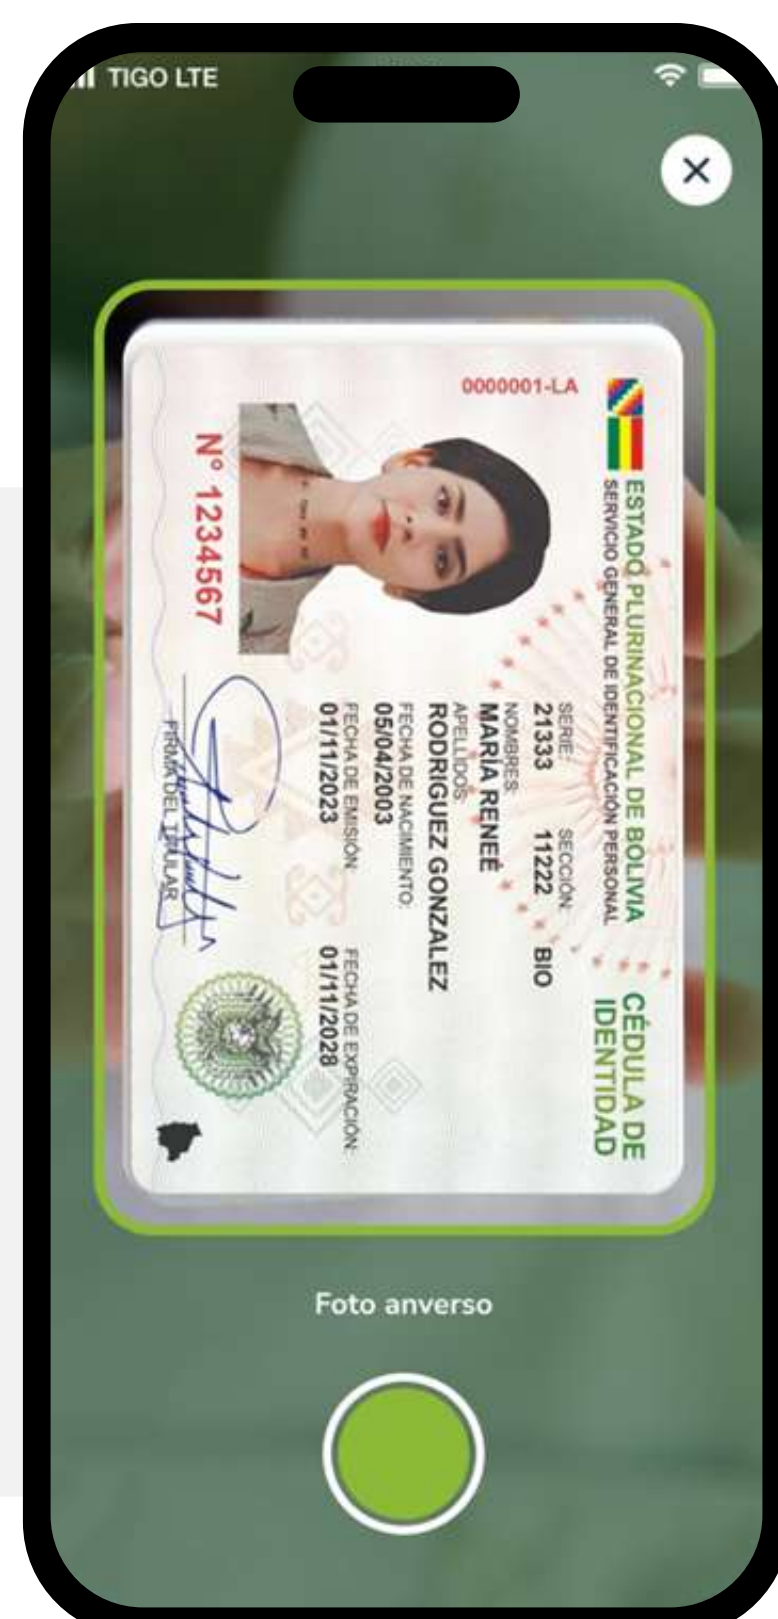 TIGO LTE
0000001-LA
ESTADO PLURINACIONAL DE BOLIVIA
SERVICIO GENERAL DE IDENTIFICACIÓN PERSONAL
CÉDULA DE
IDENTIDAD
SERIE: SECCIÓN:
21333 11222 BIO
NOMBRES:
MARÍA RENEÉ
APELLIDOS:
RODRIGUEZ GONZALEZ
FECHA DE NACIMIENTO:
05/04/2003
FECHA DE EMISIÓN: FECHA DE EXPIRACIÓN:
01/11/2023 01/11/2028
N° 1234567
FIRMA DEL TITULAR
Foto anverso